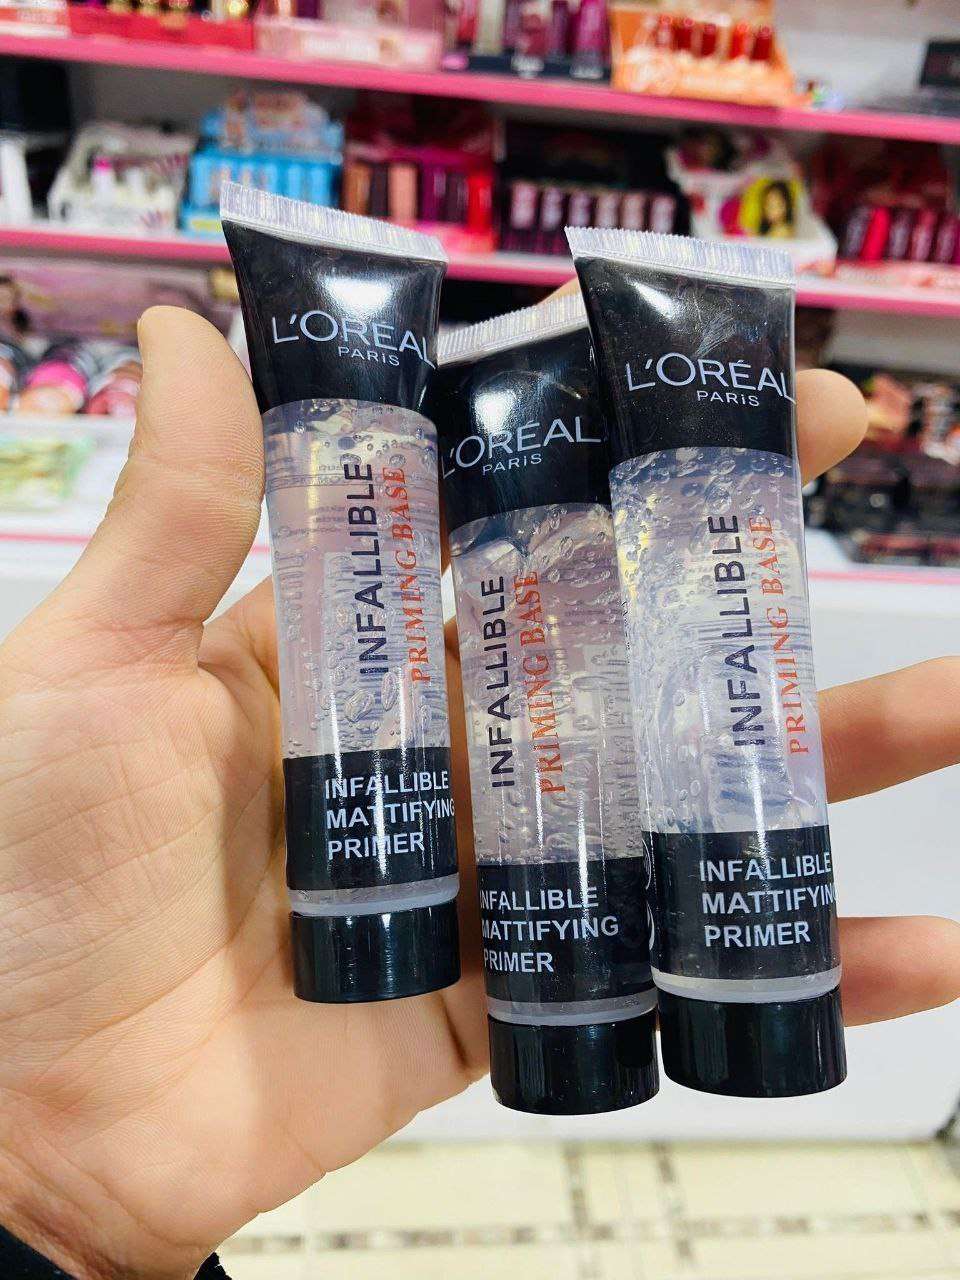 L'ORÉAL
PARiS
INFALLIBLE
PRIMING BASE
INFALLIBLE
MATTIFYING
PRIMER
L'ORÉAL
PARiS
INFALLIBLE
PRIMING BASE
INFALLIBLE
MATTIFYING
PRIMER
L'ORÉAL
PARiS
INFALLIBLE
PRIMING BASE
INFALLIBLE
MATTIFYING
PRIMER